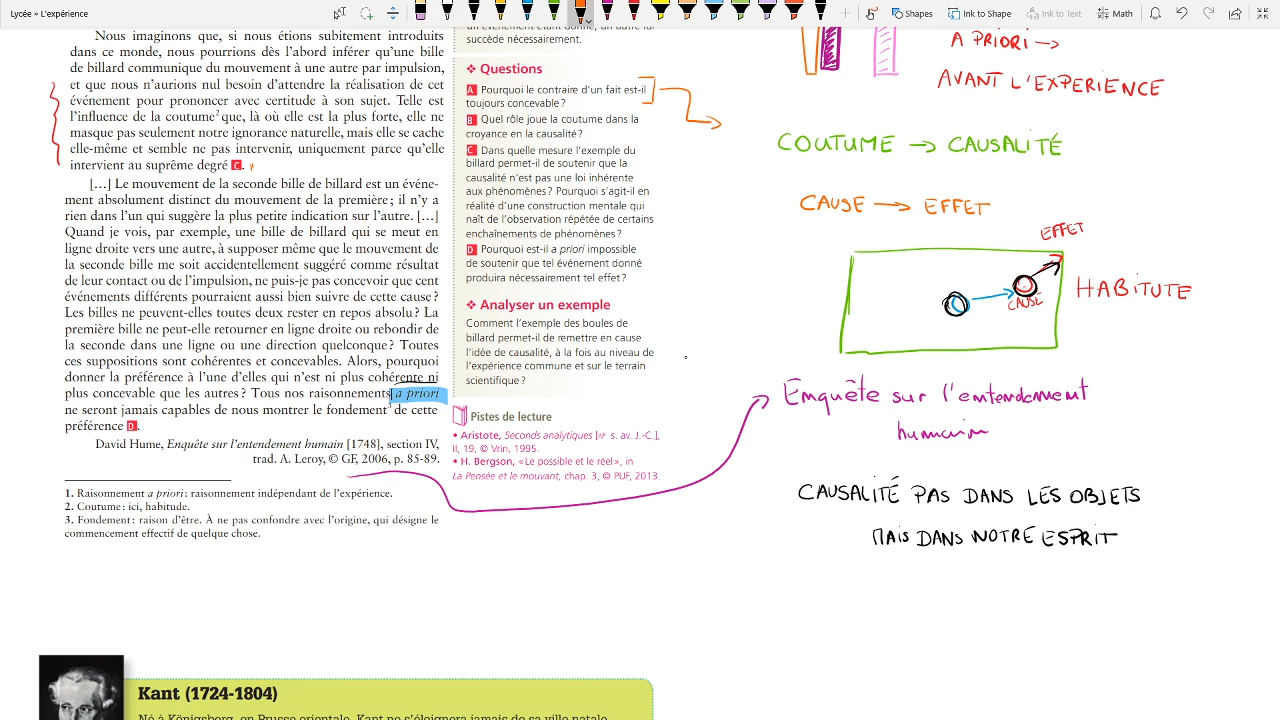 Lycée » L'expérience
Shapes
Ink to Shape
Ink to Text
Math
Nous imaginons que, si nous étions subitement introduits
dans ce monde, nous pourrions dès l'abord inférer qu'une bille
de billard communique du mouvement à une autre par impulsion,
et que nous n'aurions nul besoin d'attendre la réalisation de cet
événement pour prononcer avec certitude à son sujet. Telle est
l'influence de la coutume² que, là où elle est la plus forte, elle ne
masque pas seulement notre ignorance naturelle, mais elle se cache
elle-même et semble ne pas intervenir, uniquement parce qu'elle
intervient au suprême degré C.
[…] Le mouvement de la seconde bille de billard est un événe-
ment absolument distinct du mouvement de la première ; il n'y a
rien dans l'un qui suggère la plus petite indication sur l'autre. […]
Quand je vois, par exemple, une bille de billard qui se meut en
ligne droite vers une autre, à supposer même que le mouvement de
la seconde bille me soit accidentellement suggéré comme résultat
de leur contact ou de l'impulsion, ne puis-je pas concevoir que cent
événements différents pourraient aussi bien suivre de cette cause ?
Les billes ne peuvent-elles toutes deux rester en repos absolu ? La
première bille ne peut-elle retourner en ligne droite ou rebondir de
la seconde dans une ligne ou une direction quelconque ? Toutes
ces suppositions sont cohérentes et concevables. Alors, pourquoi
donner la préférence à l'une d'elles qui n'est ni plus cohérente ni
plus concevable que les autres ? Tous nos raisonnements a priori
ne seront jamais capables de nous montrer le fondement³ de cette
préférence D.
David Hume, Enquête sur l'entendement humain [1748], section IV,
trad. A. Leroy, © GF, 2006, p. 85-89.
1. Raisonnement a priori : raisonnement indépendant de l'expérience.
2. Coutume : ici, habitude.
3. Fondement : raison d'être. À ne pas confondre avec l'origine, qui désigne le
commencement effectif de quelque chose.
succède nécessairement.
❖ Questions
A Pourquoi le contraire d'un fait est-il
toujours concevable ?
B Quel rôle joue la coutume dans la
croyance en la causalité ?
C Dans quelle mesure l'exemple du
billard permet-il de soutenir que la
causalité n'est pas une loi inhérente
aux phénomènes ? Pourquoi s'agit-il en
réalité d'une construction mentale qui
naît de l'observation répétée de certains
enchaînements de phénomènes ?
D Pourquoi est-il a priori impossible
de soutenir que tel événement donné
produira nécessairement tel effet ?
❖ Analyser un exemple
Comment l'exemple des boules de
billard permet-il de remettre en cause
l'idée de causalité, à la fois au niveau de
l'expérience commune et sur le terrain
scientifique ?
Pistes de lecture
• Aristote, Seconds analytiques [IVe s. av. J.-C.],
II, 19, © Vrin, 1995.
• H. Bergson, « Le possible et le réel », in
La Pensée et le mouvant, chap. 3, © PUF, 2013.
A PRIORI →
AVANT L'EXPERIENCE
COUTUME → CAUSALITÉ
CAUSE → EFFET
EFFET
CAUSE
HABITUTE
Enquête sur l'entendement
humain
CAUSALITÉ PAS DANS LES OBJETS
MAIS DANS NOTRE ESPRIT
Kant (1724-1804)
Né à Königsberg, en Prusse orientale, Kant ne s'éloignera jamais de sa ville natale